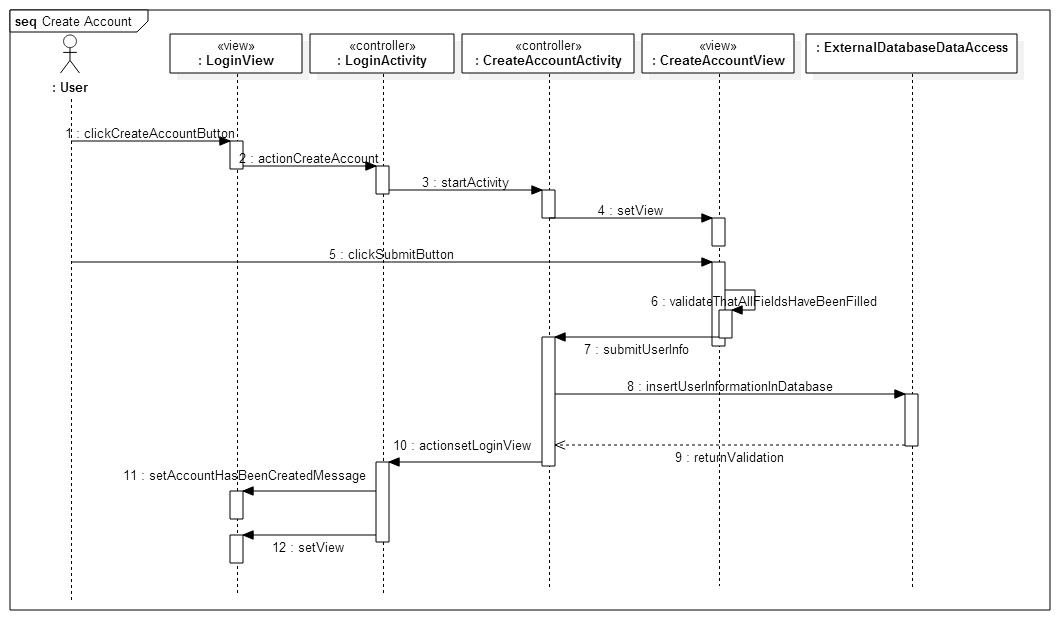 seq Create Account
: User
«view»
: LoginView
«controller»
: LoginActivity
«controller»
: CreateAccountActivity
«view»
: CreateAccountView
: ExternalDatabaseDataAccess
1 : clickCreateAccountButton
2 : actionCreateAccount
3 : startActivity
4 : setView
5 : clickSubmitButton
6 : validateThatAllFieldsHaveBeenFilled
7 : submitUserInfo
8 : insertUserInformationInDatabase
9 : returnValidation
10 : actionsetLoginView
11 : setAccountHasBeenCreatedMessage
12 : setView